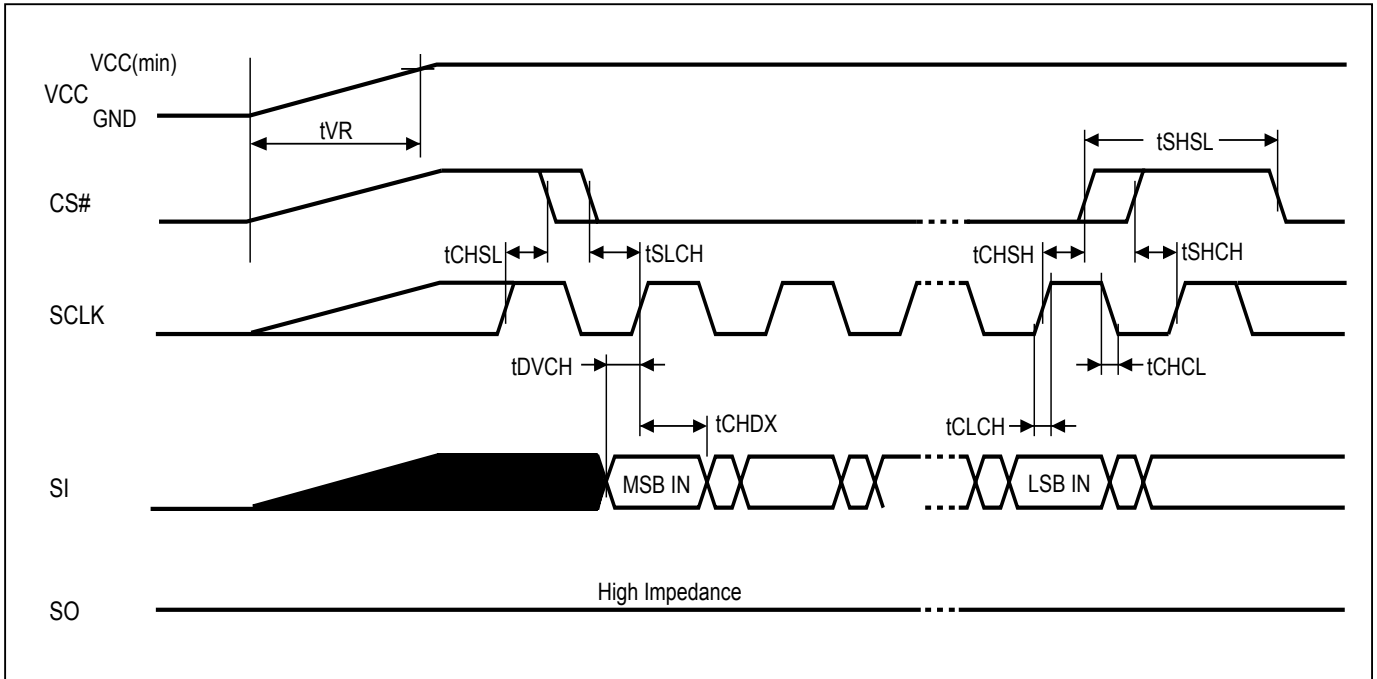 VCC(min)
VCC
GND
tVR
tSHSL
CS#
tCHSL
tSLCH
tCHSH
tSHCH
SCLK
tDVCH
tCHCL
tCHDX
tCLCH
SI
MSB IN
LSB IN
High Impedance
SO